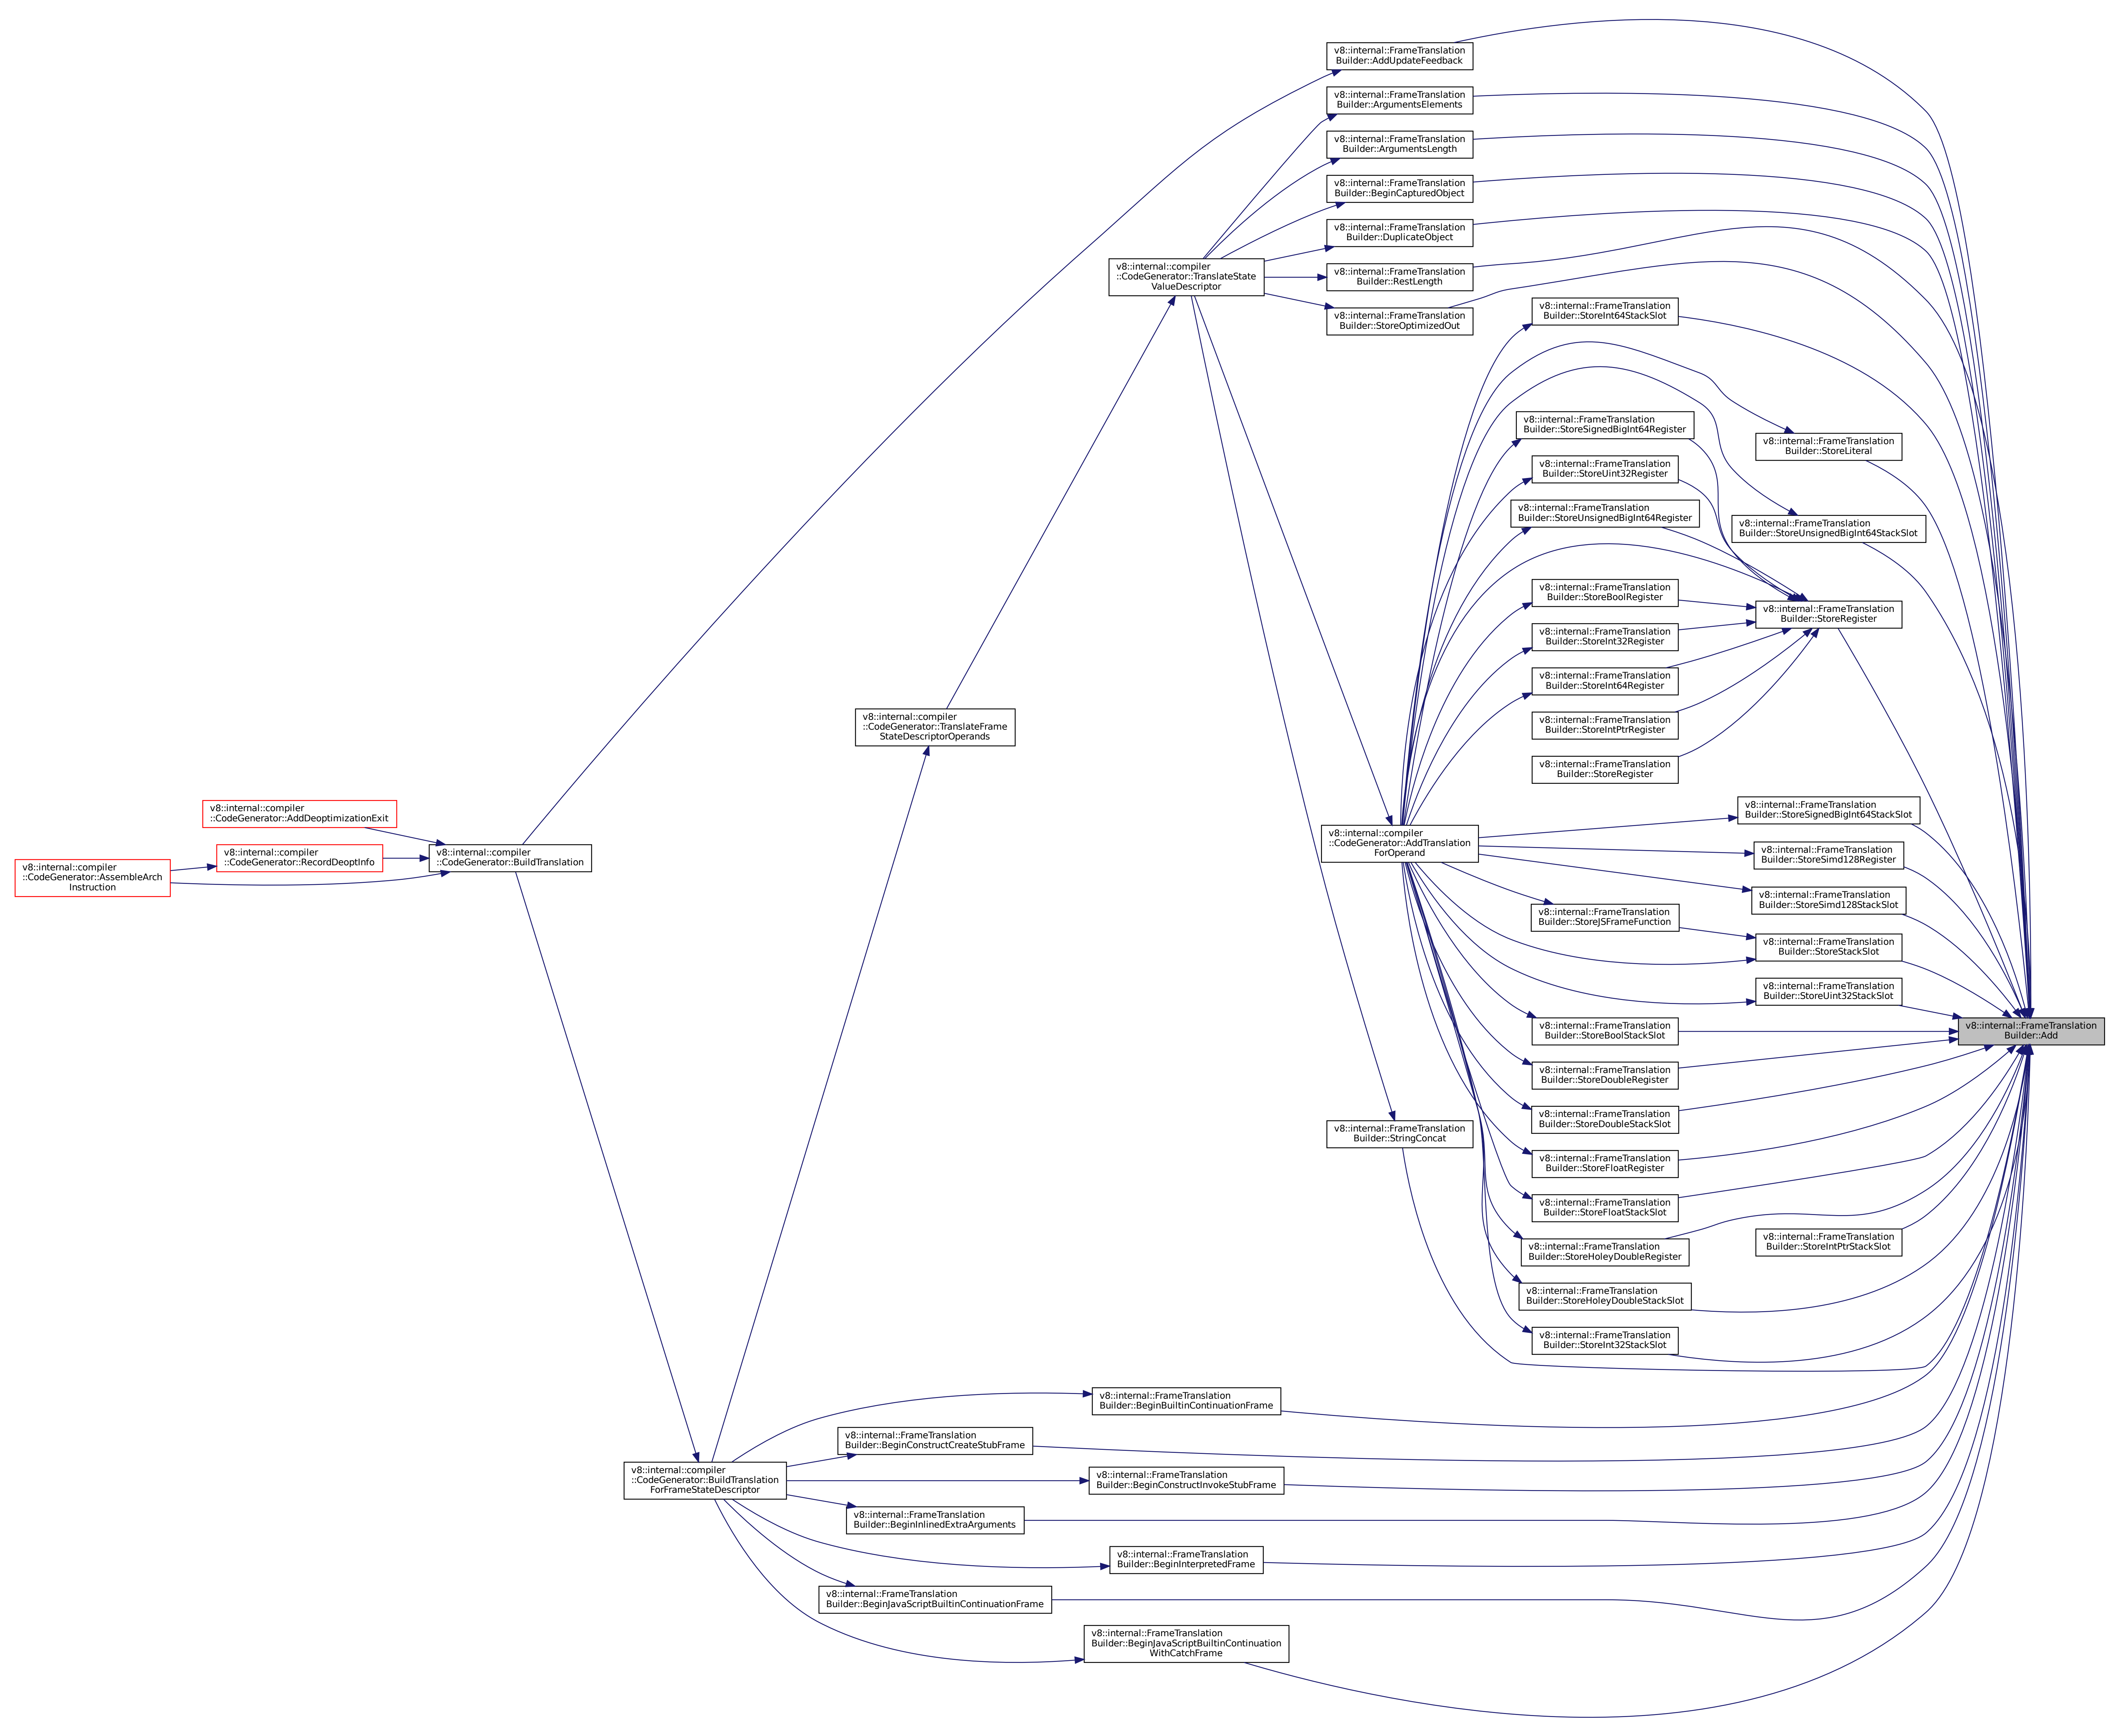 v8::internal::FrameTranslation
Builder::AddUpdateFeedback
v8::internal::FrameTranslation
Builder::ArgumentsElements
v8::internal::FrameTranslation
Builder::ArgumentsLength
v8::internal::FrameTranslation
Builder::BeginCapturedObject
v8::internal::FrameTranslation
Builder::DuplicateObject
v8::internal::compiler
::CodeGenerator::TranslateState
ValueDescriptor
v8::internal::FrameTranslation
Builder::RestLength
v8::internal::FrameTranslation
Builder::StoreOptimizedOut
v8::internal::FrameTranslation
Builder::StoreInt64StackSlot
v8::internal::FrameTranslation
Builder::StoreSignedBigInt64Register
v8::internal::FrameTranslation
Builder::StoreLiteral
v8::internal::FrameTranslation
Builder::StoreUint32Register
v8::internal::FrameTranslation
Builder::StoreUnsignedBigInt64Register
v8::internal::FrameTranslation
Builder::StoreUnsignedBigInt64StackSlot
v8::internal::FrameTranslation
Builder::StoreBoolRegister
v8::internal::FrameTranslation
Builder::StoreRegister
v8::internal::FrameTranslation
Builder::StoreInt32Register
v8::internal::FrameTranslation
Builder::StoreInt64Register
v8::internal::FrameTranslation
Builder::StoreIntPtrRegister
v8::internal::compiler
::CodeGenerator::TranslateFrame
StateDescriptorOperands
v8::internal::FrameTranslation
Builder::StoreRegister
v8::internal::compiler
::CodeGenerator::AddDeoptimizationExit
v8::internal::FrameTranslation
Builder::StoreSignedBigInt64StackSlot
v8::internal::compiler
::CodeGenerator::AddTranslation
ForOperand
v8::internal::compiler
::CodeGenerator::RecordDeoptInfo
v8::internal::compiler
::CodeGenerator::BuildTranslation
v8::internal::FrameTranslation
Builder::StoreSimd128Register
v8::internal::compiler
::CodeGenerator::AssembleArch
Instruction
v8::internal::FrameTranslation
Builder::StoreSimd128StackSlot
v8::internal::FrameTranslation
Builder::StoreJSFrameFunction
v8::internal::FrameTranslation
Builder::StoreStackSlot
v8::internal::FrameTranslation
Builder::StoreUint32StackSlot
v8::internal::FrameTranslation
Builder::StoreBoolStackSlot
v8::internal::FrameTranslation
Builder::Add
v8::internal::FrameTranslation
Builder::StoreDoubleRegister
v8::internal::FrameTranslation
Builder::StoreDoubleStackSlot
v8::internal::FrameTranslation
Builder::StringConcat
v8::internal::FrameTranslation
Builder::StoreFloatRegister
v8::internal::FrameTranslation
Builder::StoreFloatStackSlot
v8::internal::FrameTranslation
Builder::StoreHoleyDoubleRegister
v8::internal::FrameTranslation
Builder::StoreIntPtrStackSlot
v8::internal::FrameTranslation
Builder::StoreHoleyDoubleStackSlot
v8::internal::FrameTranslation
Builder::StoreInt32StackSlot
v8::internal::FrameTranslation
Builder::BeginBuiltinContinuationFrame
v8::internal::FrameTranslation
Builder::BeginConstructCreateStubFrame
v8::internal::compiler
::CodeGenerator::BuildTranslation
ForFrameStateDescriptor
v8::internal::FrameTranslation
Builder::BeginConstructInvokeStubFrame
v8::internal::FrameTranslation
Builder::BeginInlinedExtraArguments
v8::internal::FrameTranslation
Builder::BeginInterpretedFrame
v8::internal::FrameTranslation
Builder::BeginJavaScriptBuiltinContinuationFrame
v8::internal::FrameTranslation
Builder::BeginJavaScriptBuiltinContinuation
WithCatchFrame